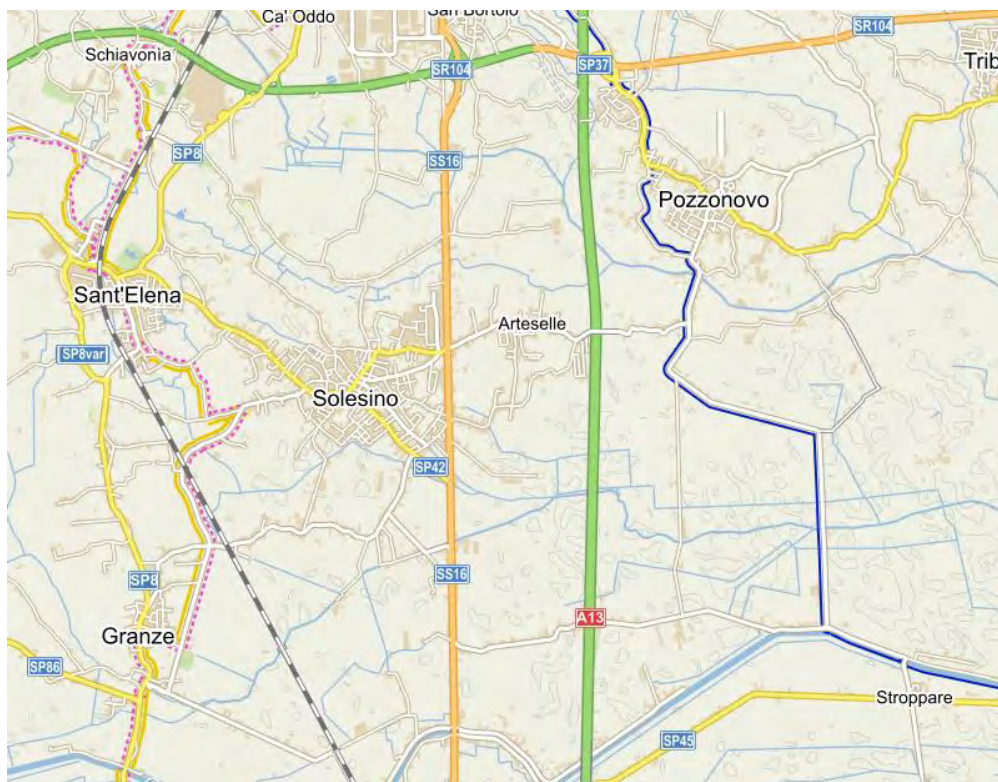 Ca' Oddo
San Bortolo
SR104
Schiavonia
SP37
Trib
SR104
SP8
SS16
Pozzonovo
Sant'Elena
Arteselle
SP8var
Solesino
SP42
SS16
SP8
A13
Granze
SP86
Stroppare
SP45